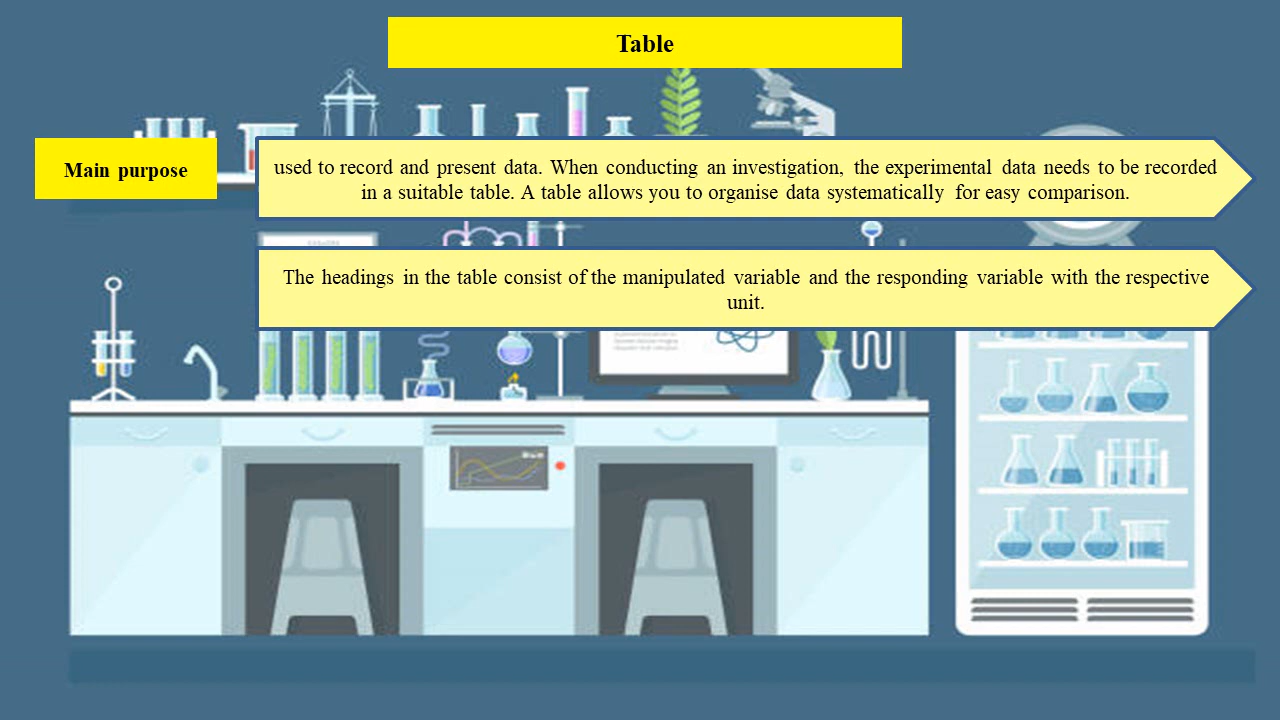 Table
Main purpose
used to record and present data. When conducting an investigation, the experimental data needs to be recorded
in a suitable table. A table allows you to organise data systematically for easy comparison.
The headings in the table consist of the manipulated variable and the responding variable with the respective
unit.